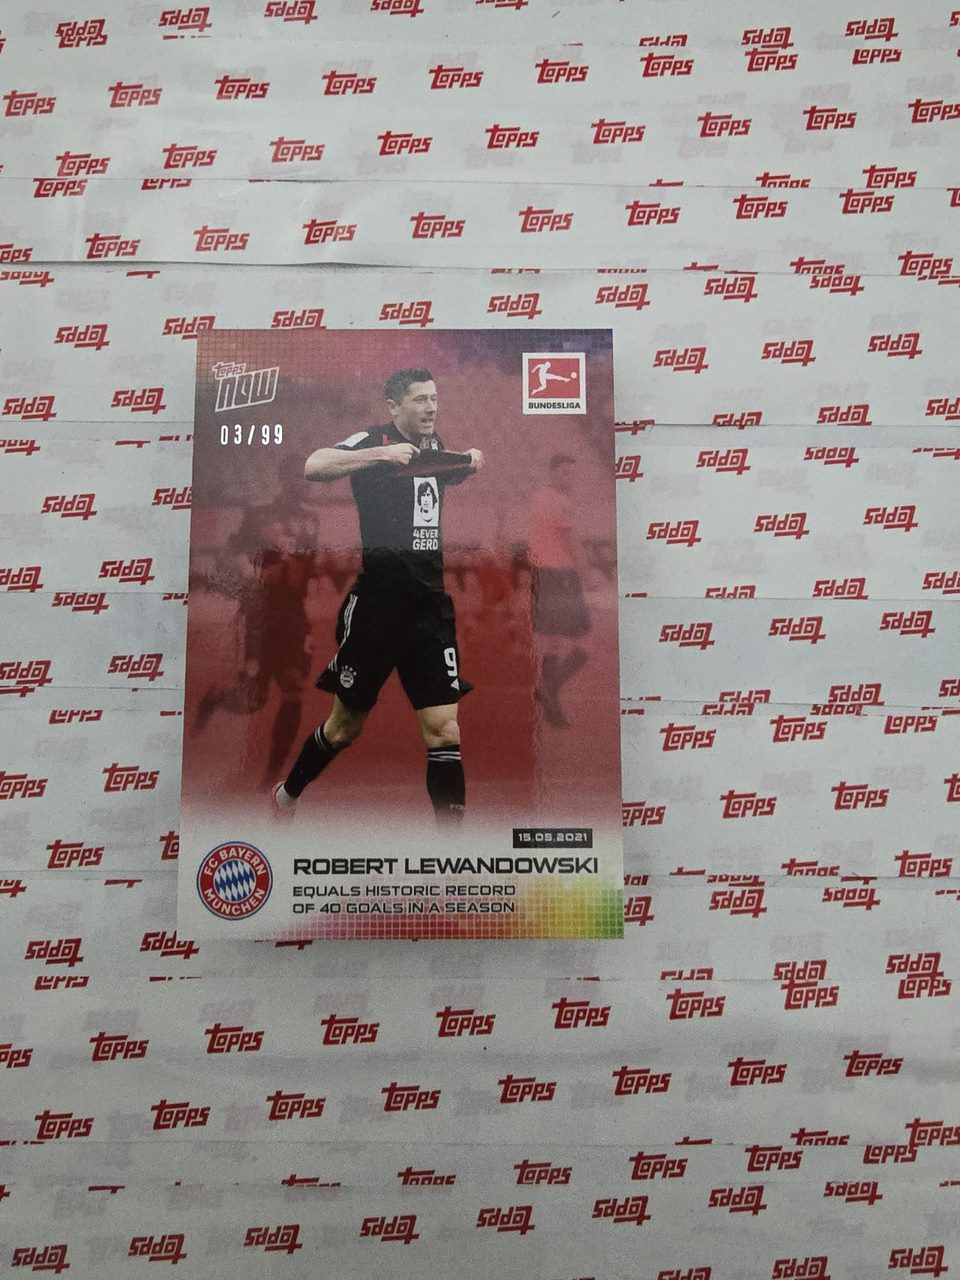 Topps
NOW
03/99
BUNDESLIGA
4EVER
GERD
9
15.05.2021
FC BAYERN
MÜNCHEN
ROBERT LEWANDOWSKI
EQUALS HISTORIC RECORD
OF 40 GOALS IN A SEASON